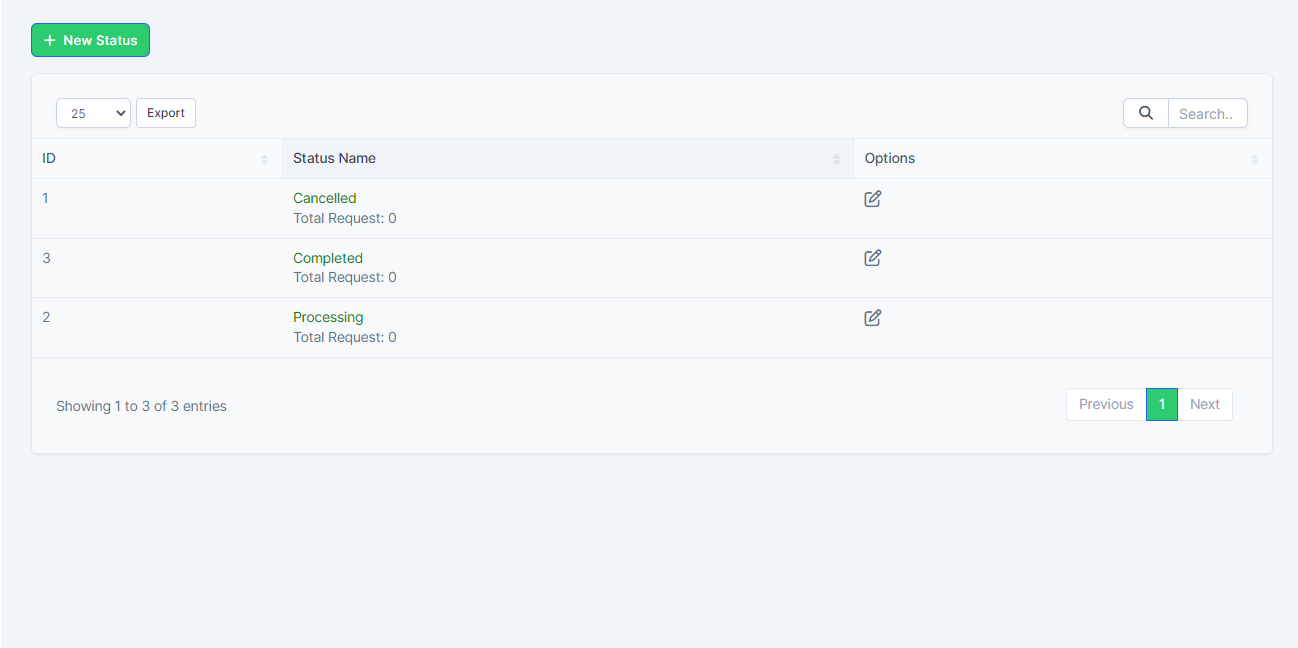 + New Status
25 Export Search..
ID Status Name Options
1 Cancelled
Total Request: 0
3 Completed
Total Request: 0
2 Processing
Total Request: 0
Showing 1 to 3 of 3 entries Previous 1 Next